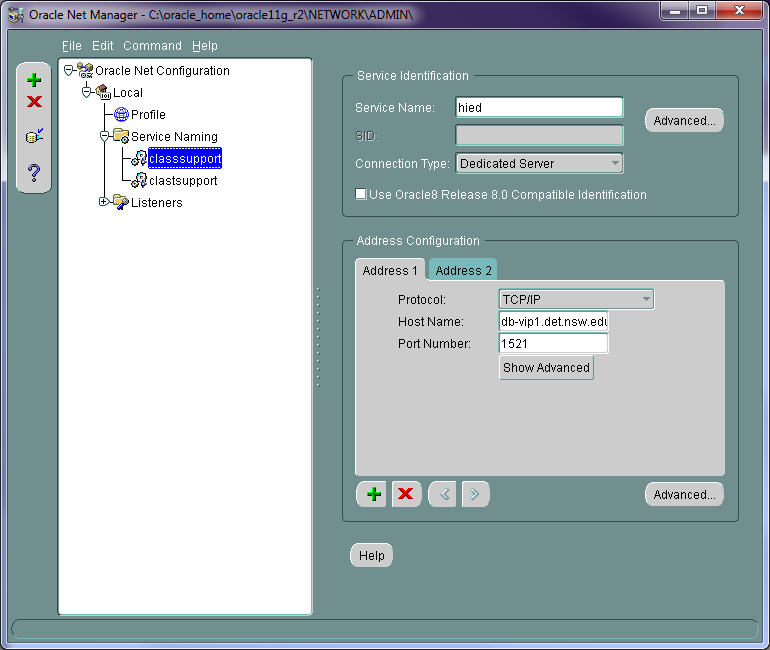 Oracle Net Manager - C:\oracle_home\oracle11g_r2\NETWORK\ADMIN\
File Edit Command Help
Oracle Net Configuration
Local
Profile
Service Naming
classsupport
clastsupport
Listeners
Service Identification
Service Name: hied
Advanced...
SID:
Connection Type: Dedicated Server
Use Oracle8 Release 8.0 Compatible Identification
Address Configuration
Address 1 Address 2
Protocol: TCP/IP
Host Name: db-vip1.det.nsw.edu
Port Number: 1521
Show Advanced
Advanced...
Help